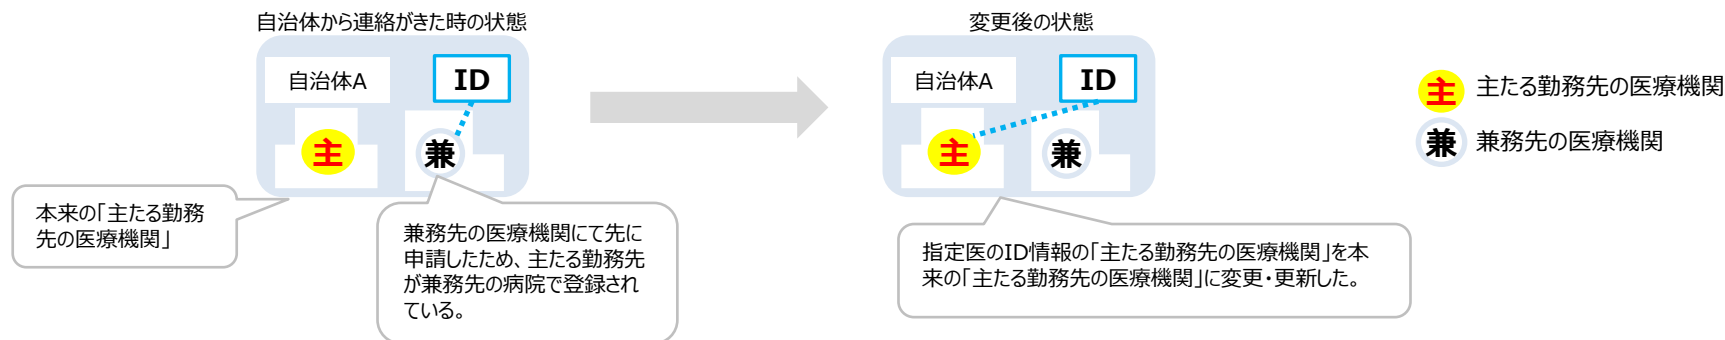 自治体から連絡がきた時の状態
自治体A
ID
主
兼
本来の「主たる勤務
先の医療機関」
兼務先の医療機関にて先に
申請したため、主たる勤務先
が兼務先の病院で登録され
ている。
変更後の状態
自治体A
ID
主
兼
指定医のID情報の「主たる勤務先の医療機関」を本
来の「主たる勤務先の医療機関」に変更・更新した。
主 主たる勤務先の医療機関
兼 兼務先の医療機関